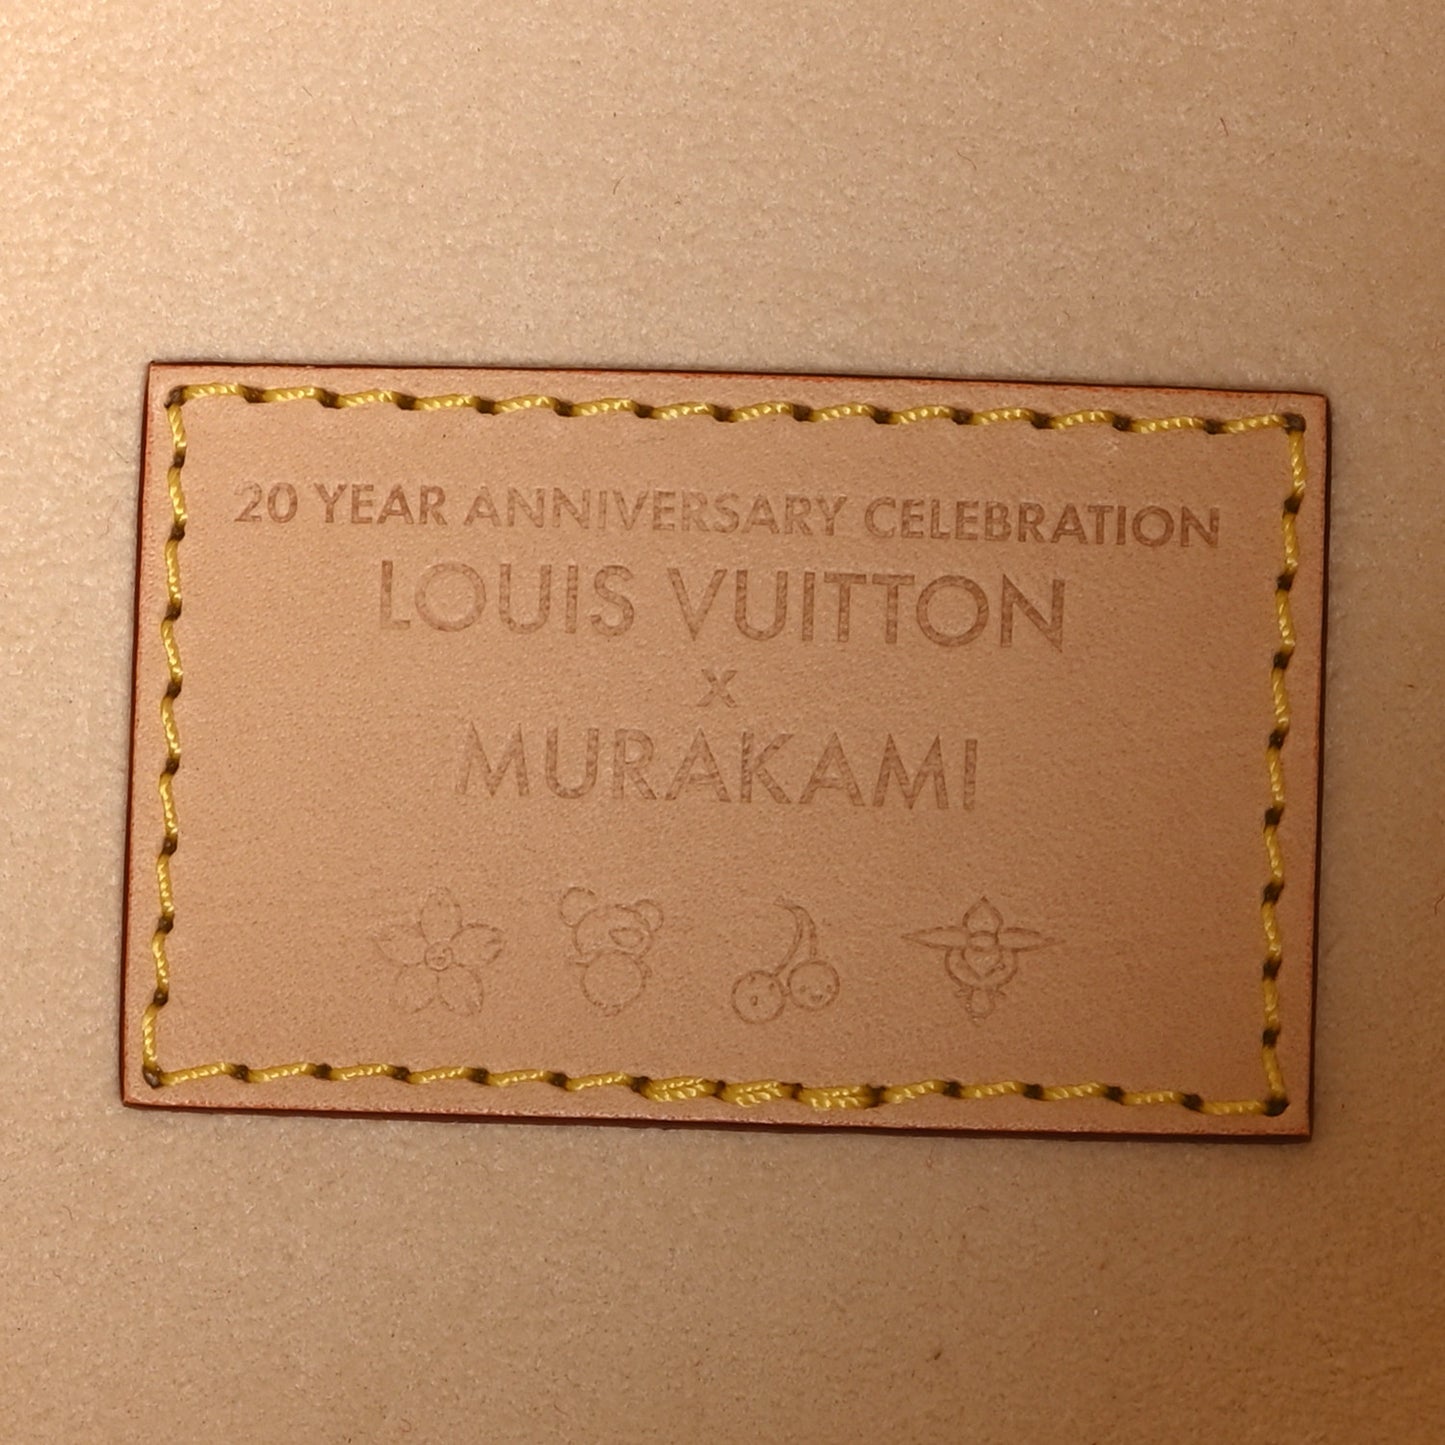 20 YEAR ANNIVERSARY CELEBRATION
LOUIS VUITTON
x
MURAKAMI